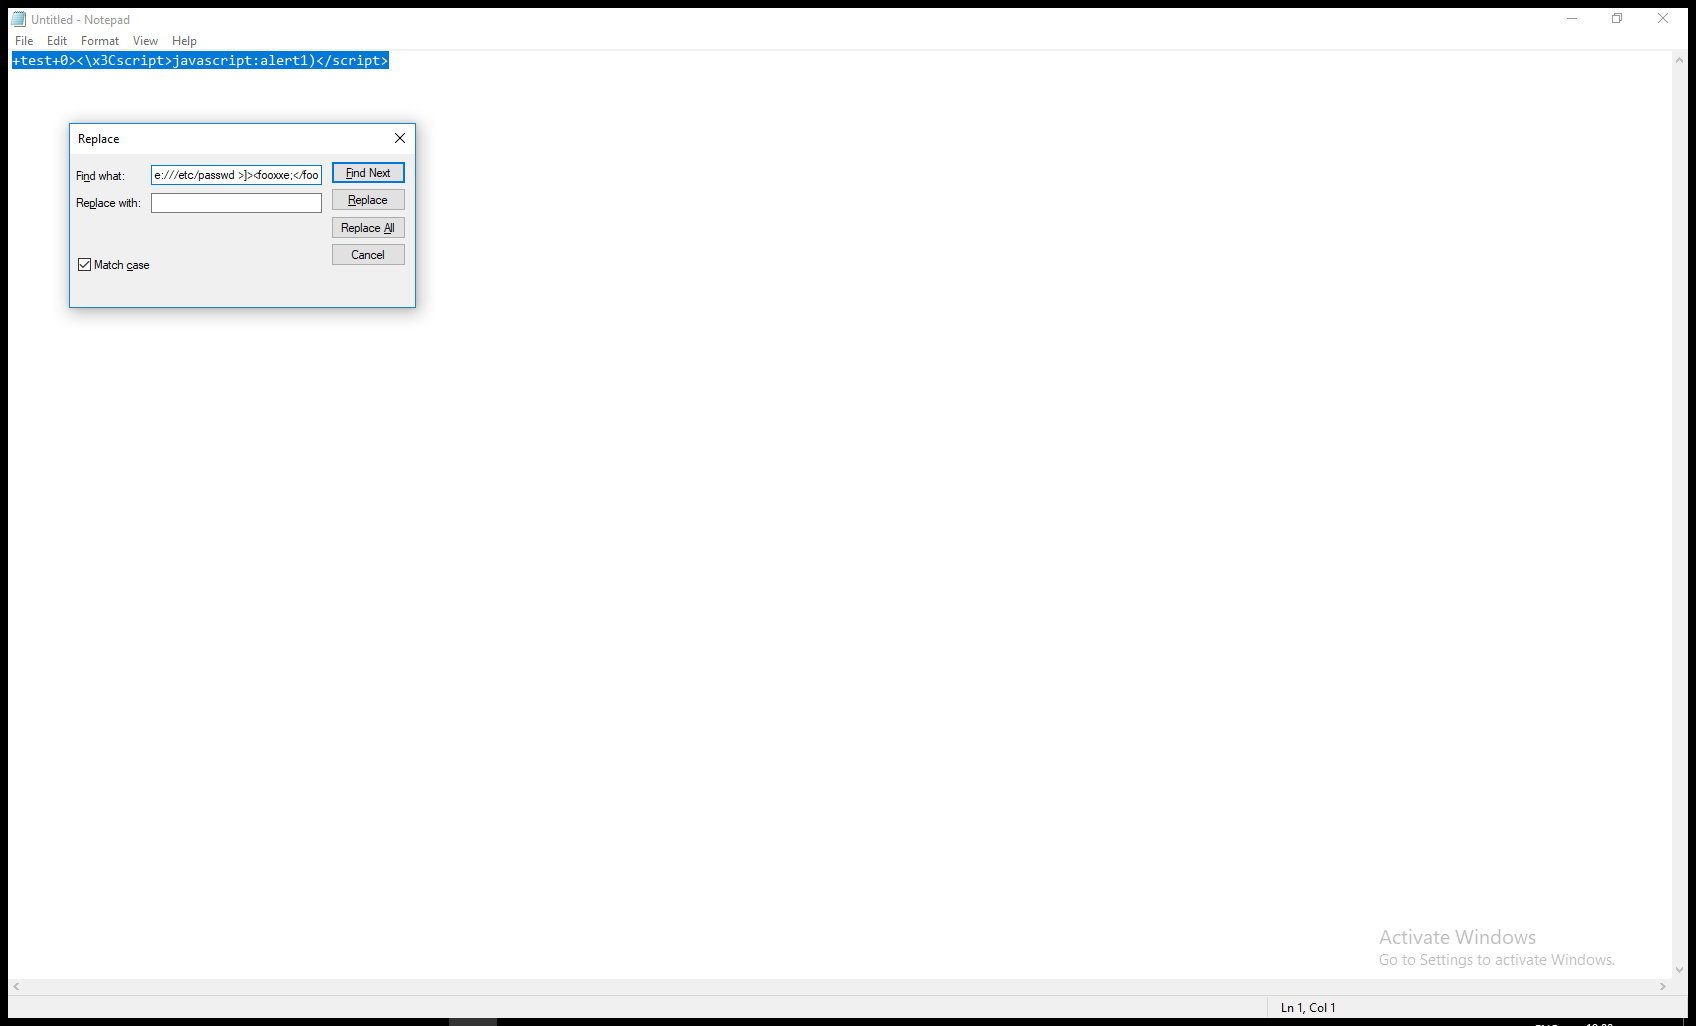 Untitled - Notepad
File Edit Format View Help
+test+0><\x3Cscript>javascript:alert1)</script>
Replace
Find what: e:///etc/passwd >]><fooxxe;</foo Find Next
Replace with: Replace
Replace All
Cancel
Match case
Activate Windows
Go to Settings to activate Windows.
Ln 1, Col 1